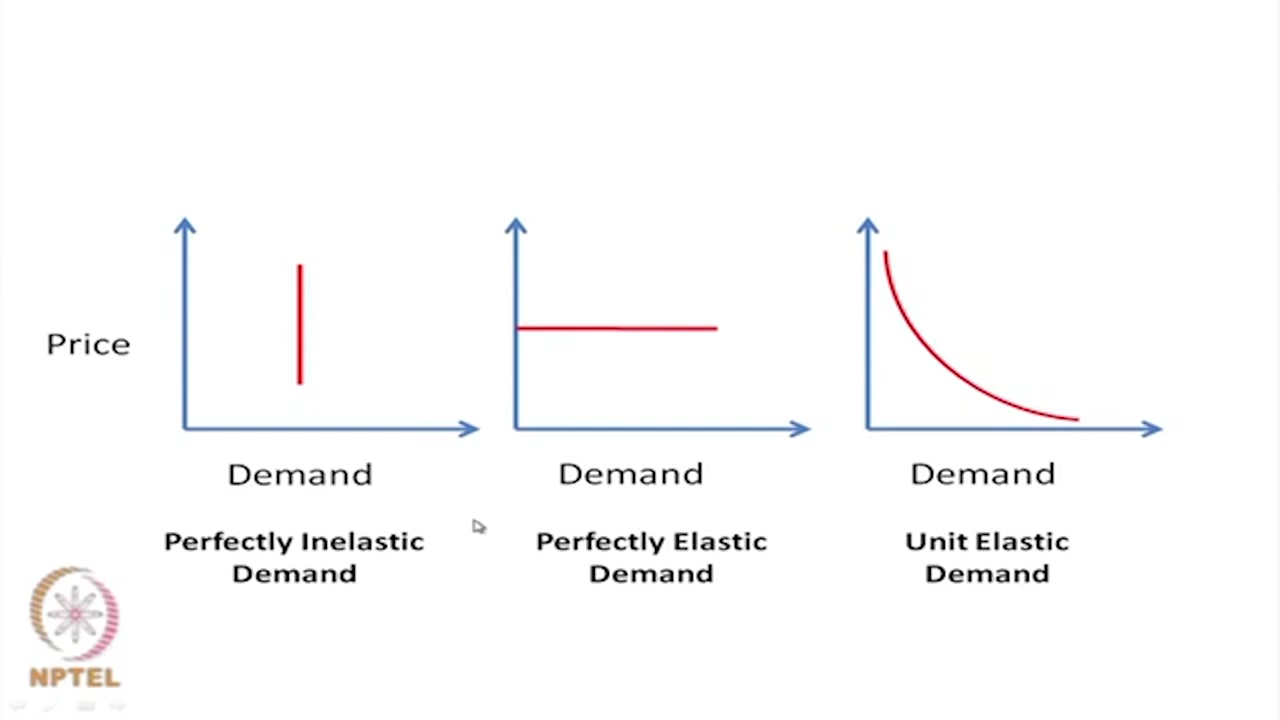 Price
Demand
Demand
Demand
Perfectly Inelastic
Demand
Perfectly Elastic
Demand
Unit Elastic
Demand
NPTEL